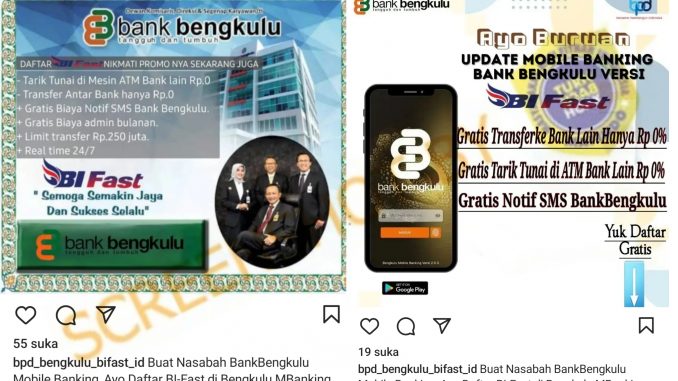 Dewan Komisaris, Direksi & Segenap Karyawan/ti
bank bengkulu
tangguh dan tumbuh
DAFTAR BI Fast NIKMATI PROMO NYA SEKARANG JUGA
- Tarik Tunai di Mesin ATM Bank lain Rp.0
- Transfer Antar Bank hanya Rp.0
+ Gratis Biaya Notif SMS Bank Bengkulu.
+ Gratis Biaya admin bulanan.
+ Limit transfer Rp.250 juta.
+ Real time 24/7
BI Fast
" Semoga Semakin Jaya
Dan Sukses Selalu"
bank bengkulu
tangguh dan tumbuh
SCREENSHOT
55 suka
bpd_bengkulu_bifast_id Buat Nasabah BankBengkulu
Mobile Banking, Ayo Daftar BI-Fast di Bengkulu MBanking
bank bengkulu
tangguh dan tumbuh
Ayo Buruan
UPDATE MOBILE BANKING
BANK BENGKULU VERSI
BI Fast
Gratis Transferke Bank Lain Hanya Rp 0%
Gratis Tarik Tunai di ATM Bank Lain Rp 0%
Gratis Notif SMS BankBengkulu
bank bengkulu
MASUK
Bengkulu Mobile Banking Versi 2.0.0
Google Play
Yuk Daftar
Gratis
19 suka
bpd_bengkulu_bifast_id Buat Nasabah BankBengkulu